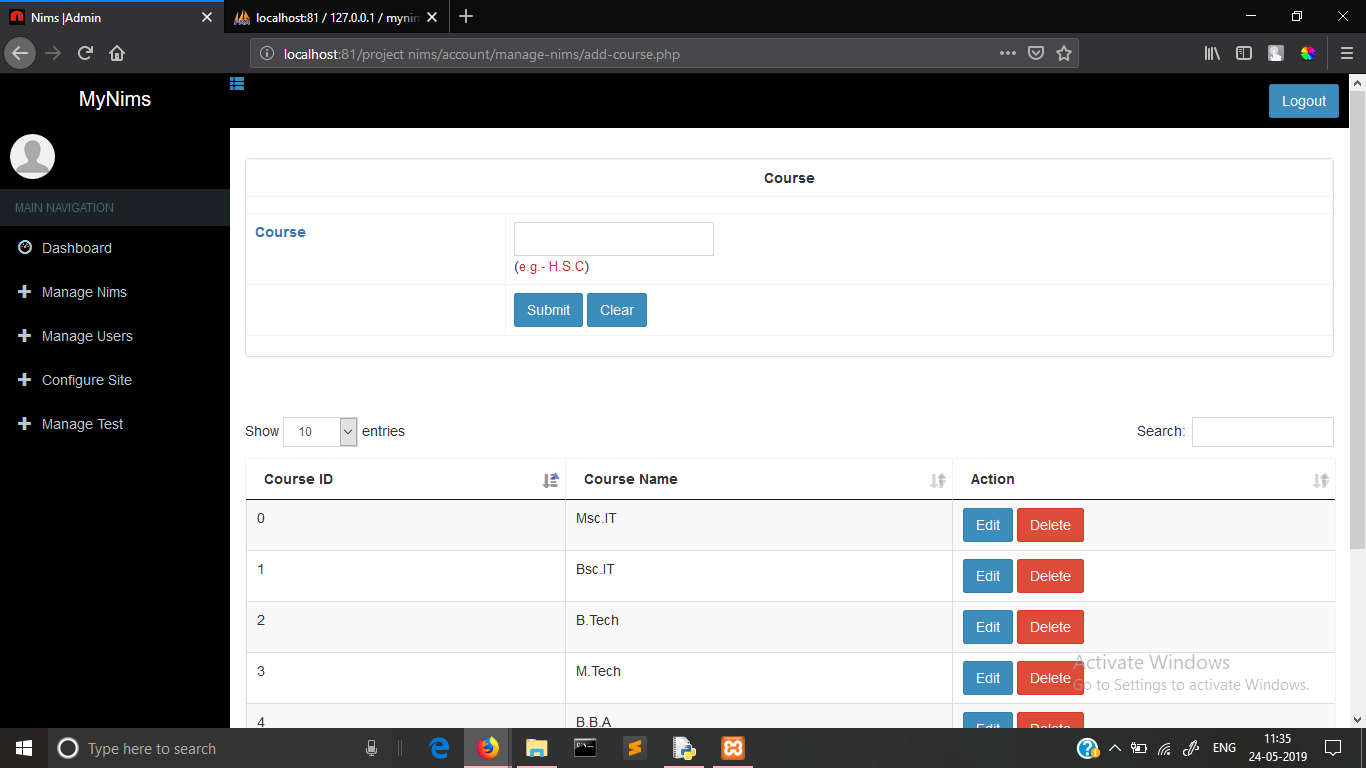 Nims |Admin
localhost:81 / 127.0.0.1 / mynim
localhost:81/project nims/account/manage-nims/add-course.php
MyNims
Logout
MAIN NAVIGATION
Dashboard
Manage Nims
Manage Users
Configure Site
Manage Test
Course
Course
(e.g.- H.S.C)
Submit Clear
Show 10 entries
Search:
Course ID Course Name Action
0 Msc.IT Edit Delete
1 Bsc.IT Edit Delete
2 B.Tech Edit Delete
3 M.Tech Edit Delete
4 B.B.A Edit Delete
Activate Windows
Go to Settings to activate Windows.
Type here to search
ENG
11:35
24-05-2019